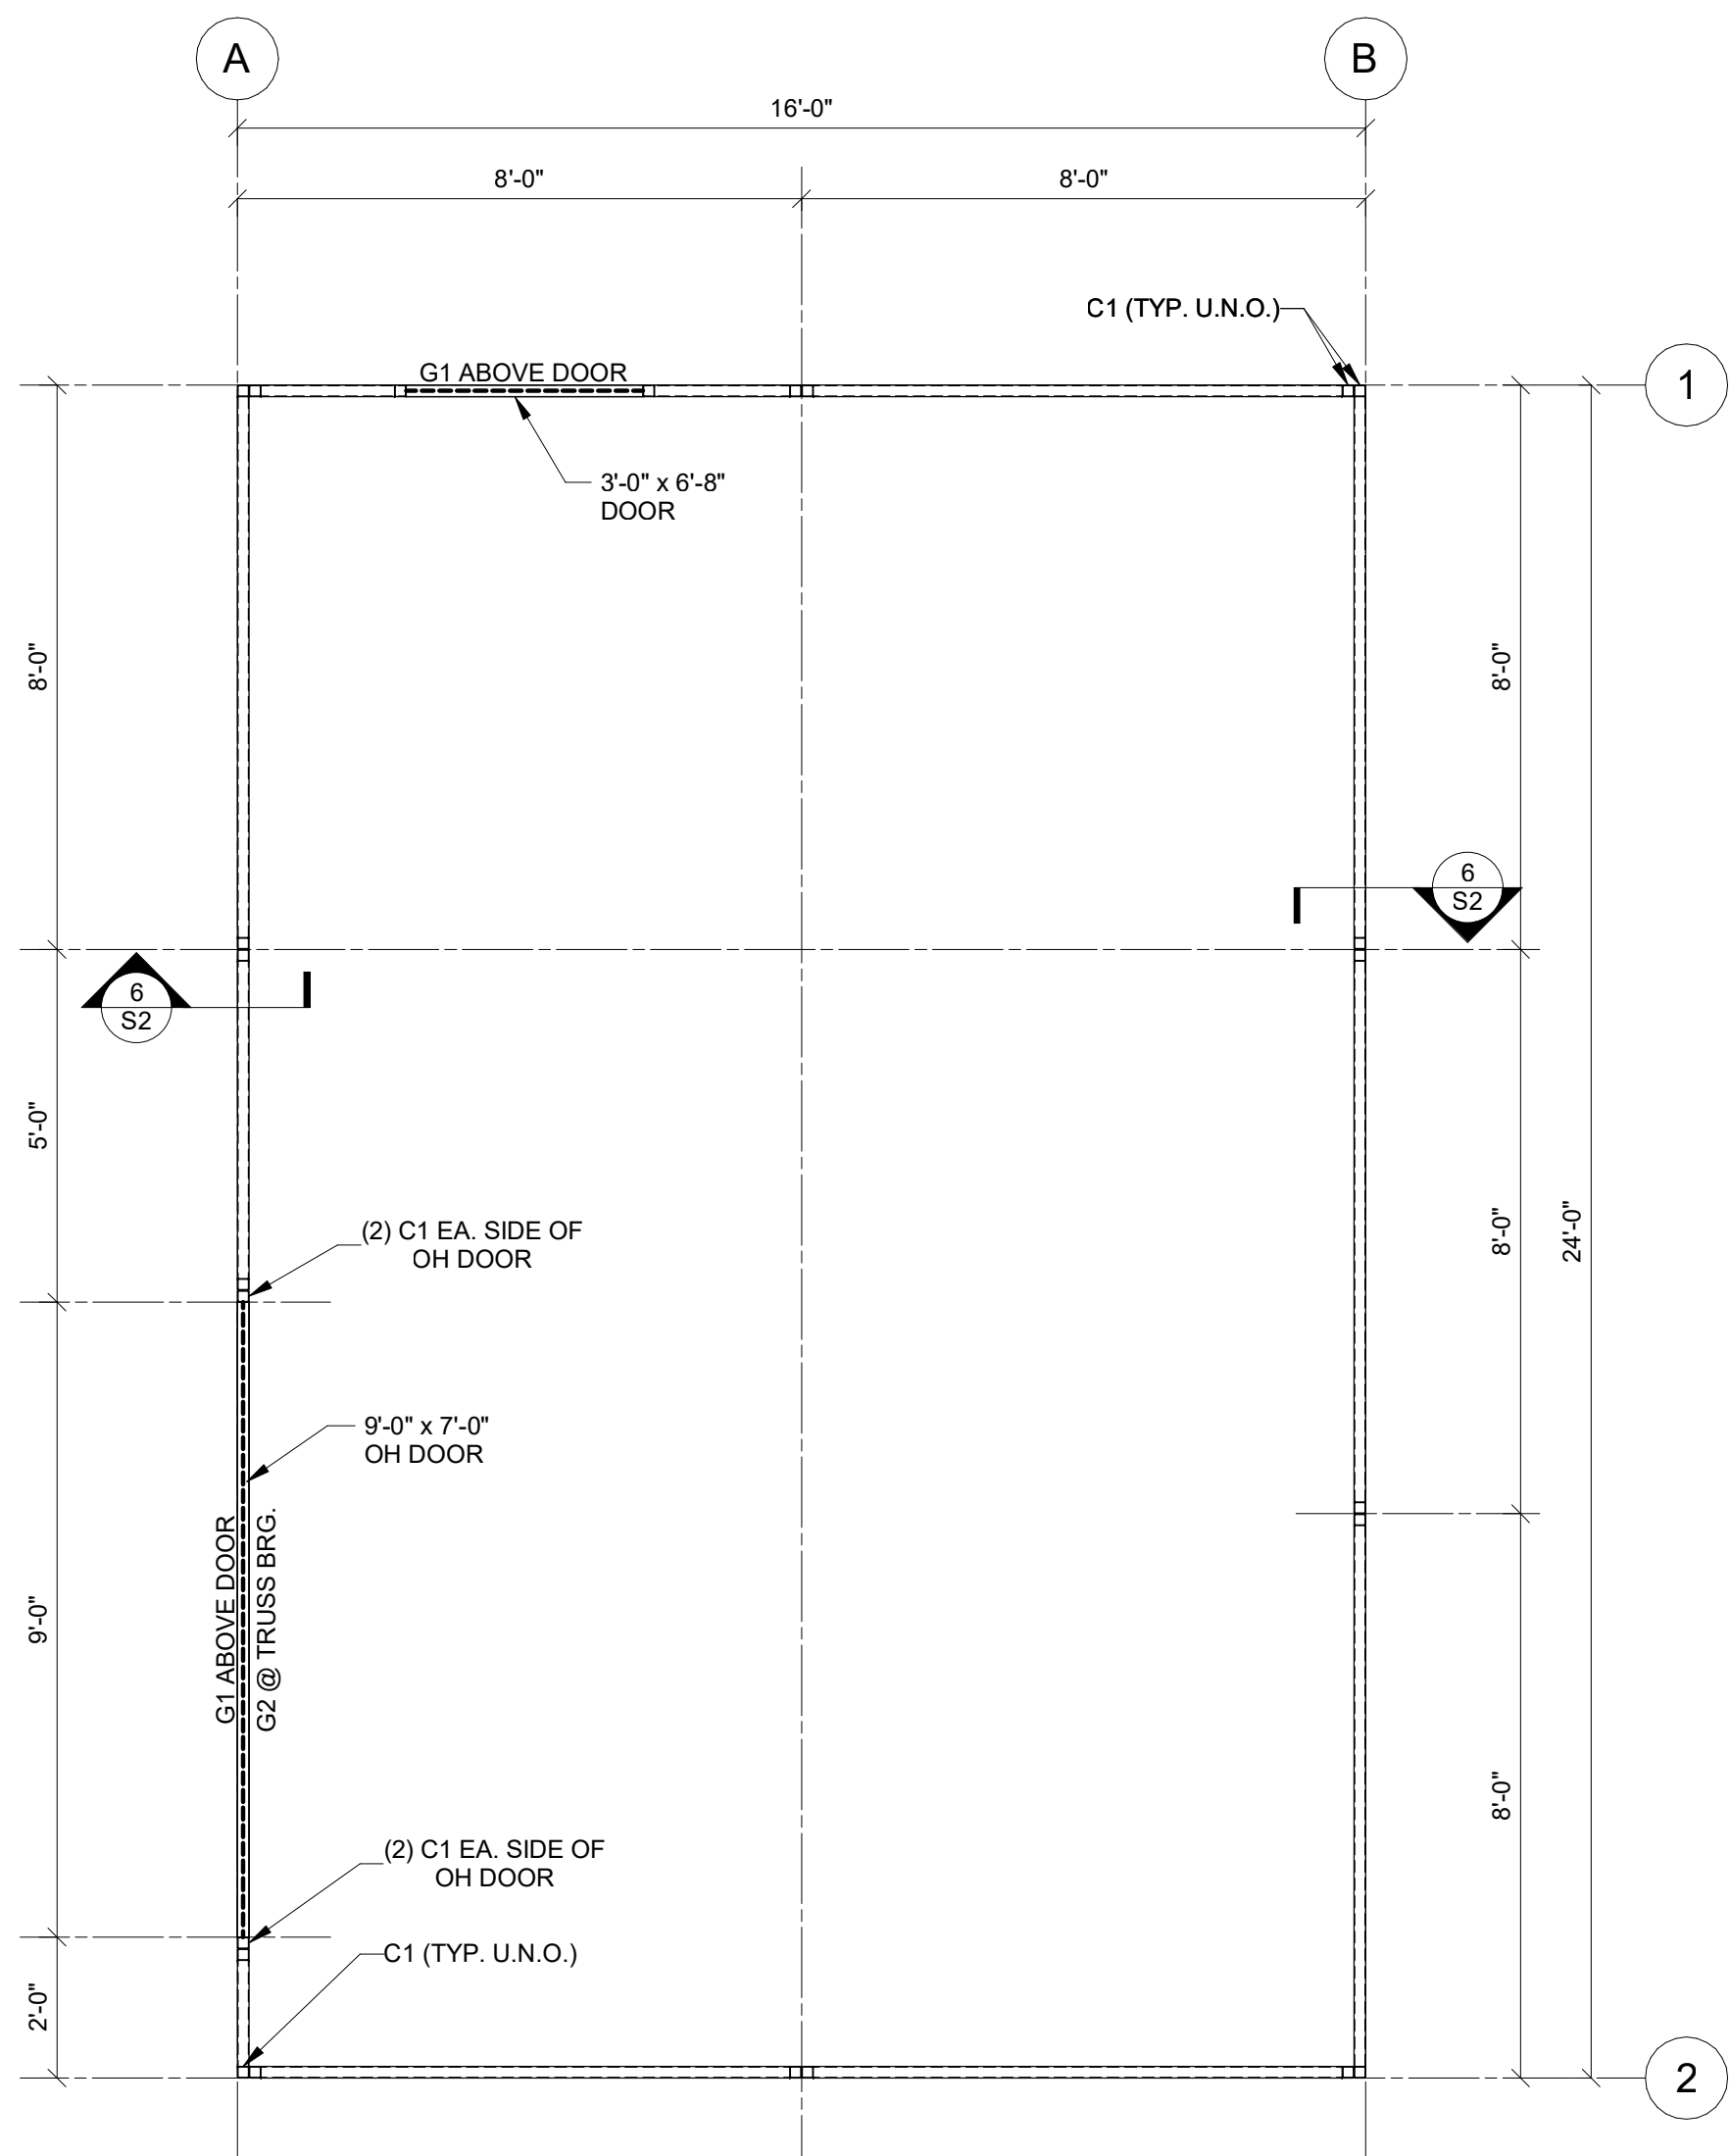 A
B
16'-0"
8'-0"
8'-0"
C1 (TYP. U.N.O.)
G1 ABOVE DOOR
1
3'-0" x 6'-8"
DOOR
8'-0"
8'-0"
6
S2
6
S2
5'-0"
(2) C1 EA. SIDE OF
OH DOOR
8'-0"
24'-0"
9'-0" x 7'-0"
OH DOOR
G1 ABOVE DOOR
G2 @ TRUSS BRG.
9'-0"
8'-0"
(2) C1 EA. SIDE OF
OH DOOR
C1 (TYP. U.N.O.)
2'-0"
2